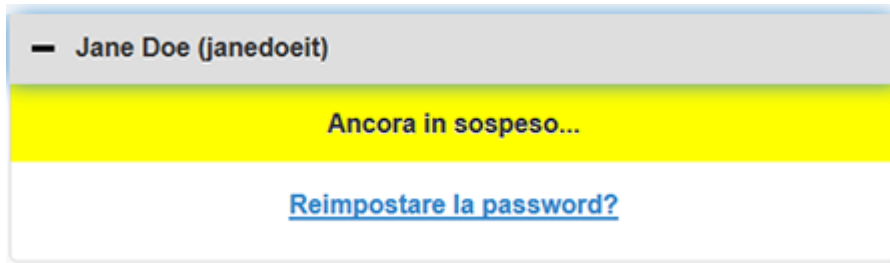 Jane Doe (janedoeit)
Ancora in sospeso...
Reimpostare la password?